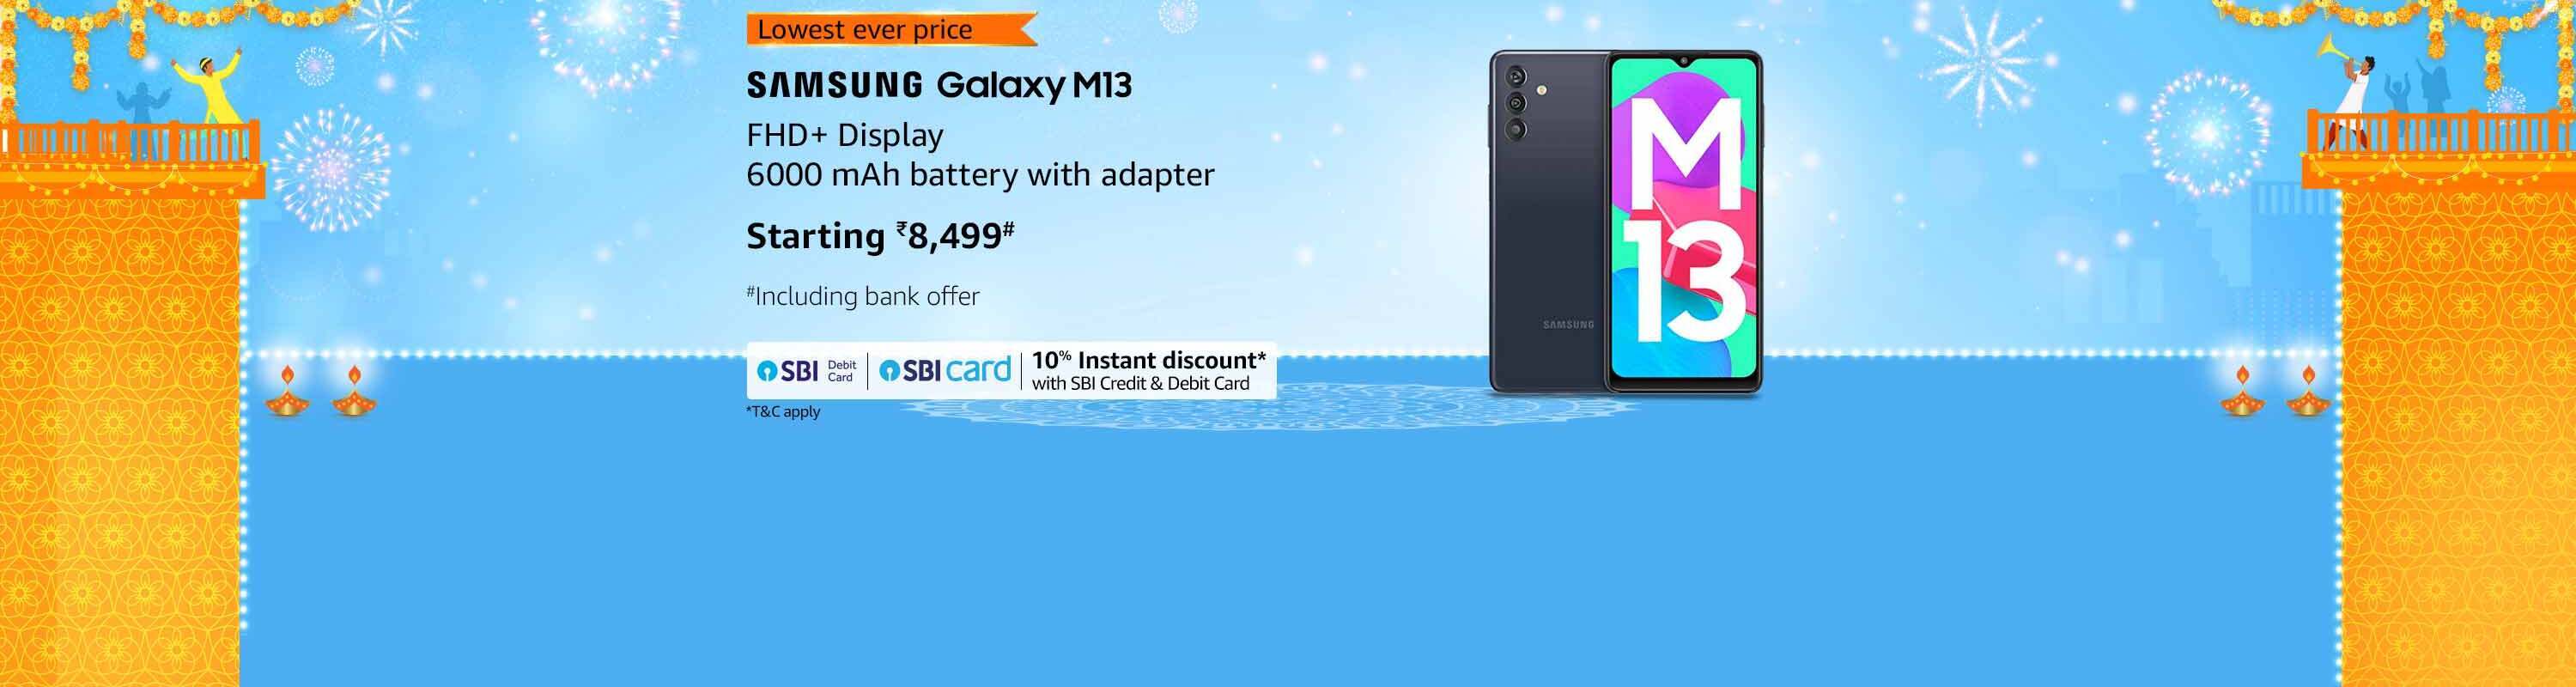 Lowest ever price
SAMSUNG Galaxy M13
FHD+ Display
6000 mAh battery with adapter
Starting ₹8,499#
#Including bank offer
SBI Debit Card SBI card 10% Instant discount*
with SBI Credit & Debit Card
*T&C apply
SAMSUNG
M
13